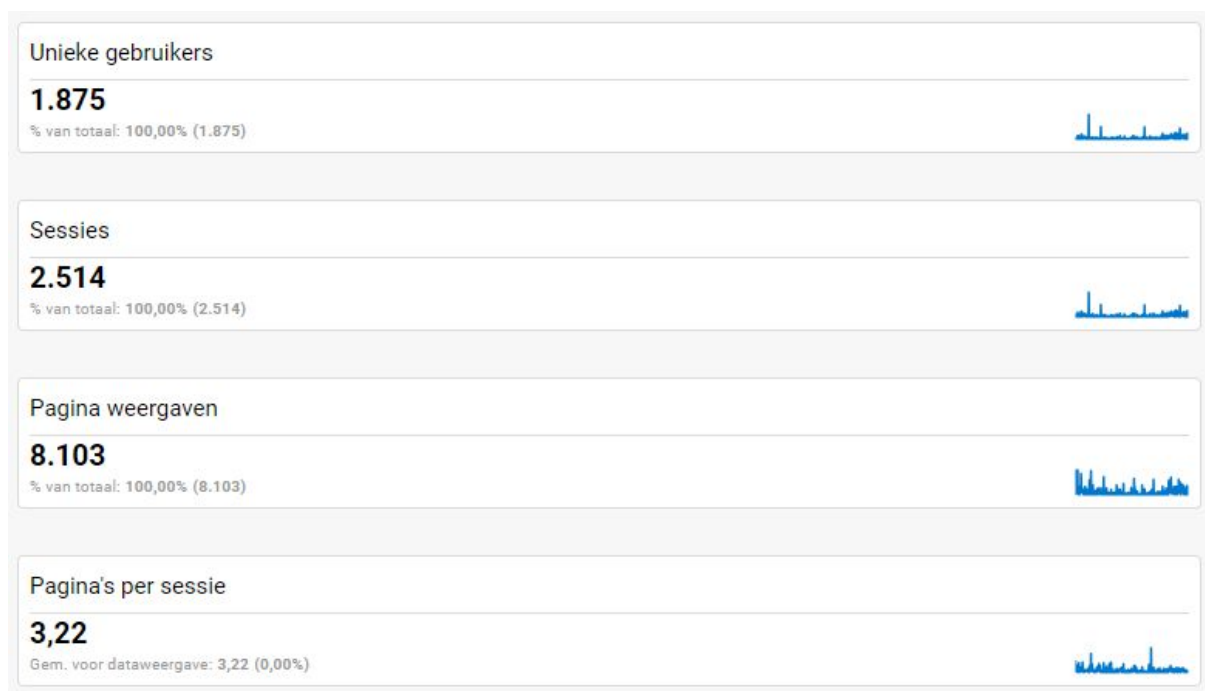 Unieke gebruikers
1.875
% van totaal: 100,00% (1.875)
Sessies
2.514
% van totaal: 100,00% (2.514)
Pagina weergaven
8.103
% van totaal: 100,00% (8.103)
Pagina's per sessie
3,22
Gem. voor dataweergave: 3,22 (0,00%)